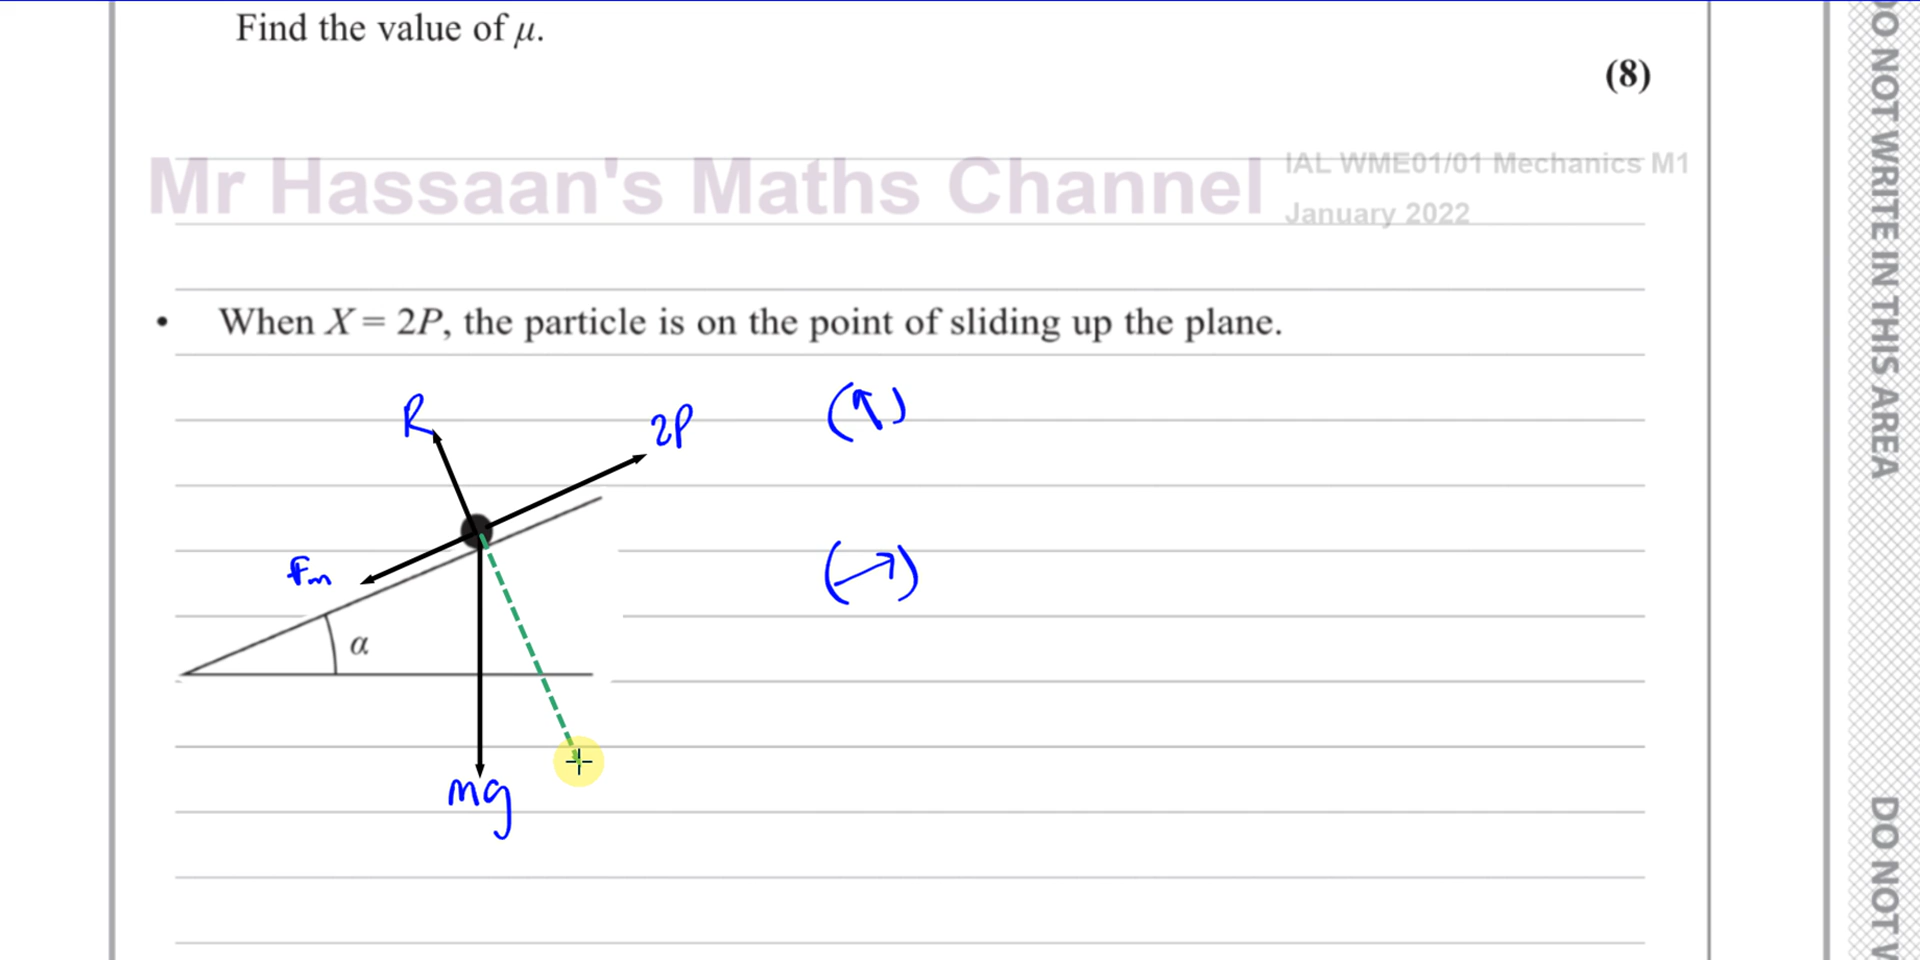 Find the value of μ.
(8)
Mr Hassaan's Maths Channel
IAL WME01/01 Mechanics M1
January 2022
• When X = 2P, the particle is on the point of sliding up the plane.
R
2P
(↖)
Fm
(↗)
α
mg
DO NOT WRITE IN THIS AREA
DO NOT W